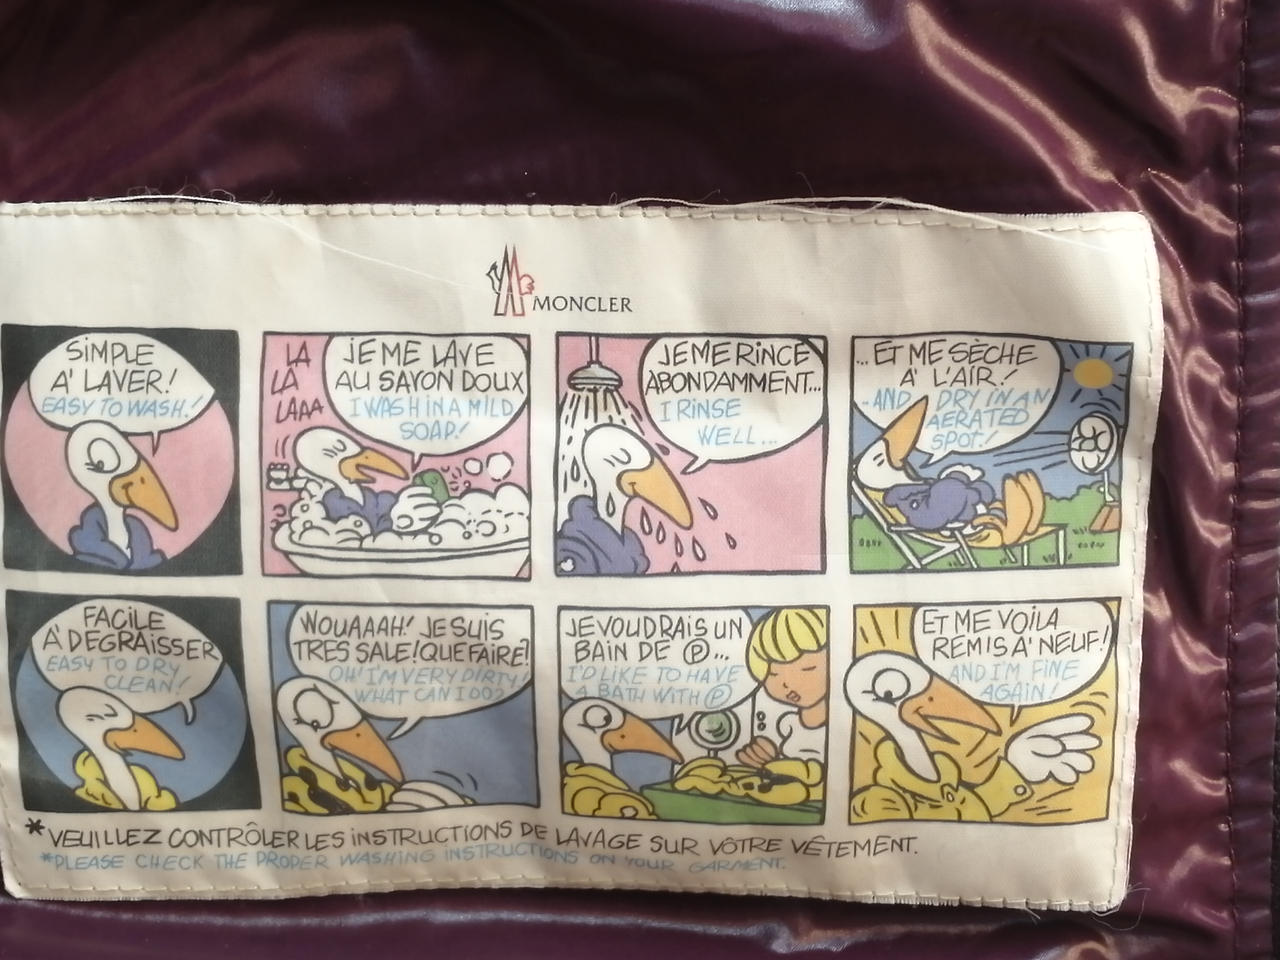 MONCLER
SIMPLE
A' LAVER!
EASY TO WASH!
LA
LA
LAAA
JE ME LAVE
AU SAVON DOUX
I WASH IN A MILD
SOAP!
JE ME RINCE
ABONDAMMENT...
I RINSE
WELL...
...ET ME SÈCHE
A' L'AIR!
...AND I DRY IN AN
AERATED
SPOT!
FACILE
A' DEGRAISSER
EASY TO DRY
CLEAN!
WOUAAAH! JE SUIS
TRES SALE! QUE FAIRE?
OH! I'M VERY DIRTY!
WHAT CAN I DO?
JE VOUDRAIS UN
BAIN DE Ⓟ...
I'D LIKE TO HAVE
A BATH WITH Ⓟ
ET ME VOILA
REMIS A' NEUF!
AND I'M FINE
AGAIN!
*VEUILLEZ CONTRÔLER LES INSTRUCTIONS DE LAVAGE SUR VÔTRE VÊTEMENT.
*PLEASE CHECK THE PROPER WASHING INSTRUCTIONS ON YOUR GARMENT.